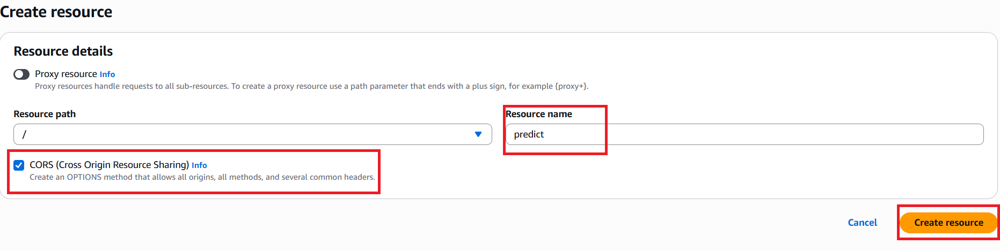 Create resource
Resource details
Proxy resource Info
Proxy resources handle requests to all sub-resources. To create a proxy resource use a path parameter that ends with a plus sign, for example {proxy+}.
Resource path
/
Resource name
predict
CORS (Cross Origin Resource Sharing) Info
Create an OPTIONS method that allows all origins, all methods, and several common headers.
Cancel
Create resource